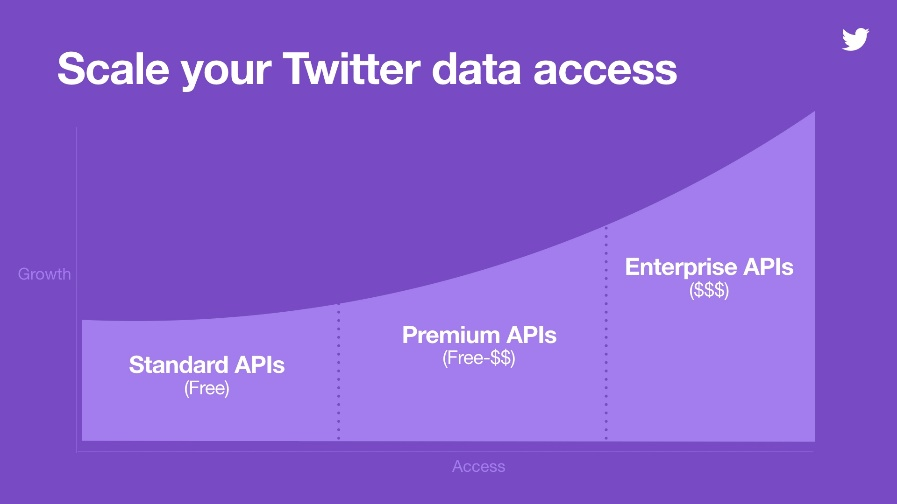 Scale your Twitter data access
Growth
Standard APIs
(Free)
Premium APIs
(Free-$$)
Enterprise APIs
($$$)
Access